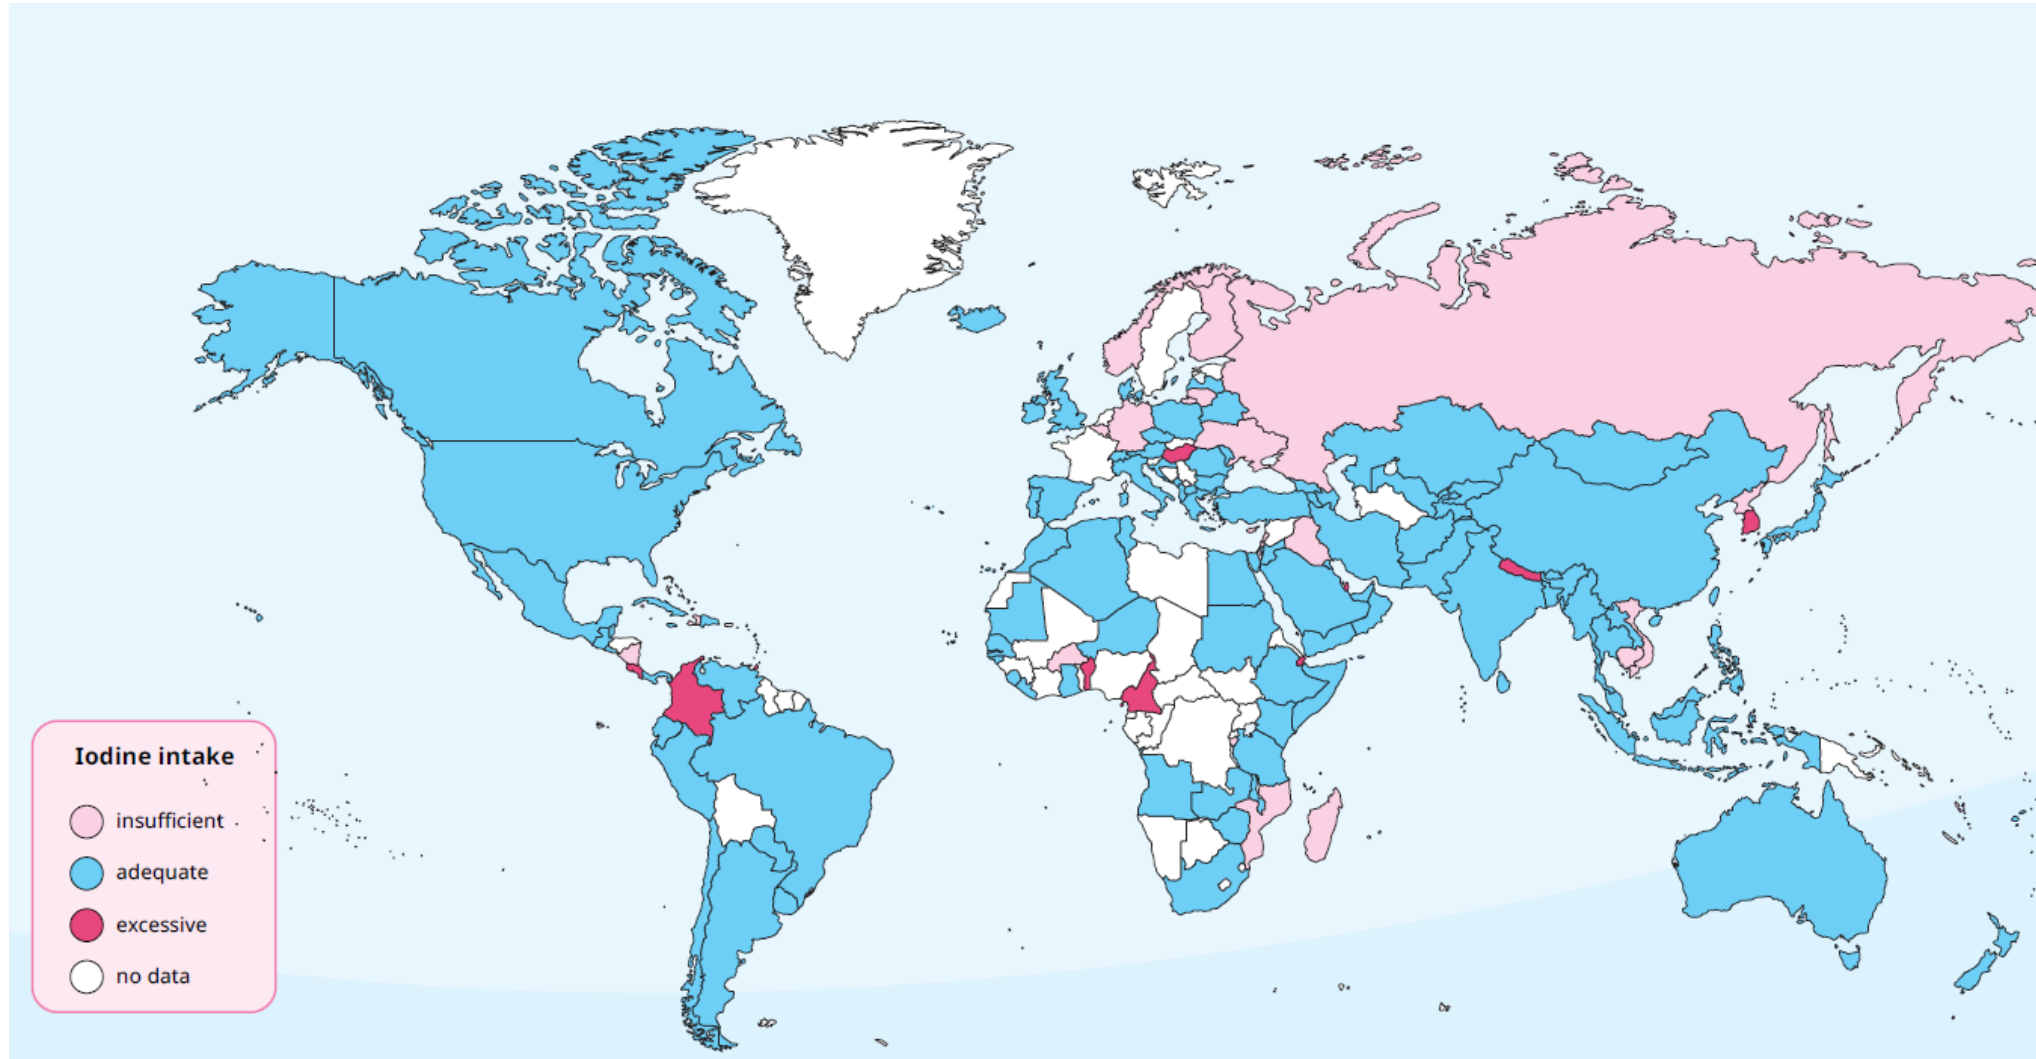 Iodine intake
insufficient
adequate
excessive
no data